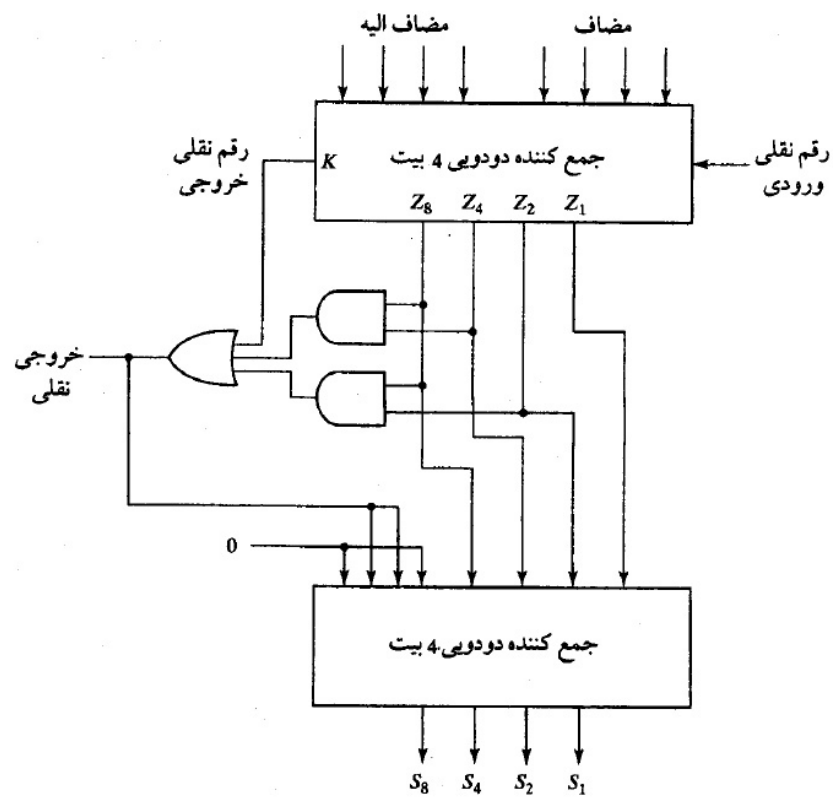 مضاف الیه
مضاف
رقم نقلی
خروجی
K
جمع کننده دودویی 4 بیت
رقم نقلی
ورودی
Z8 Z4 Z2 Z1
خروجی
نقلی
0
جمع کننده دودویی 4 بیت
S8 S4 S2 S1